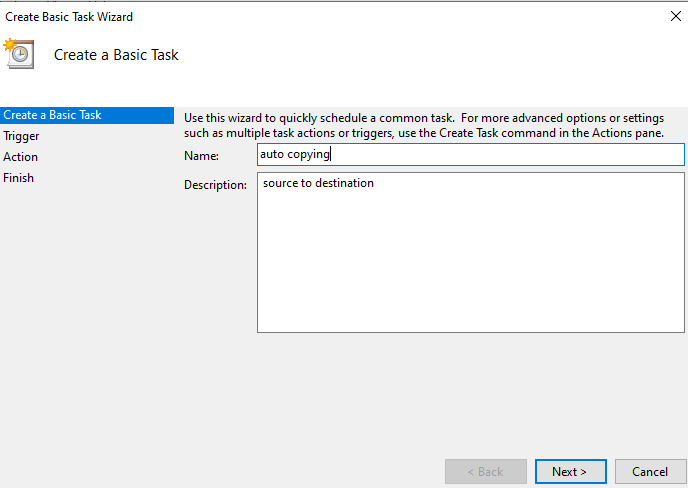 Create Basic Task Wizard
Create a Basic Task
Create a Basic Task
Trigger
Action
Finish
Use this wizard to quickly schedule a common task. For more advanced options or settings
such as multiple task actions or triggers, use the Create Task command in the Actions pane.
Name: auto copying
Description: source to destination
< Back Next > Cancel